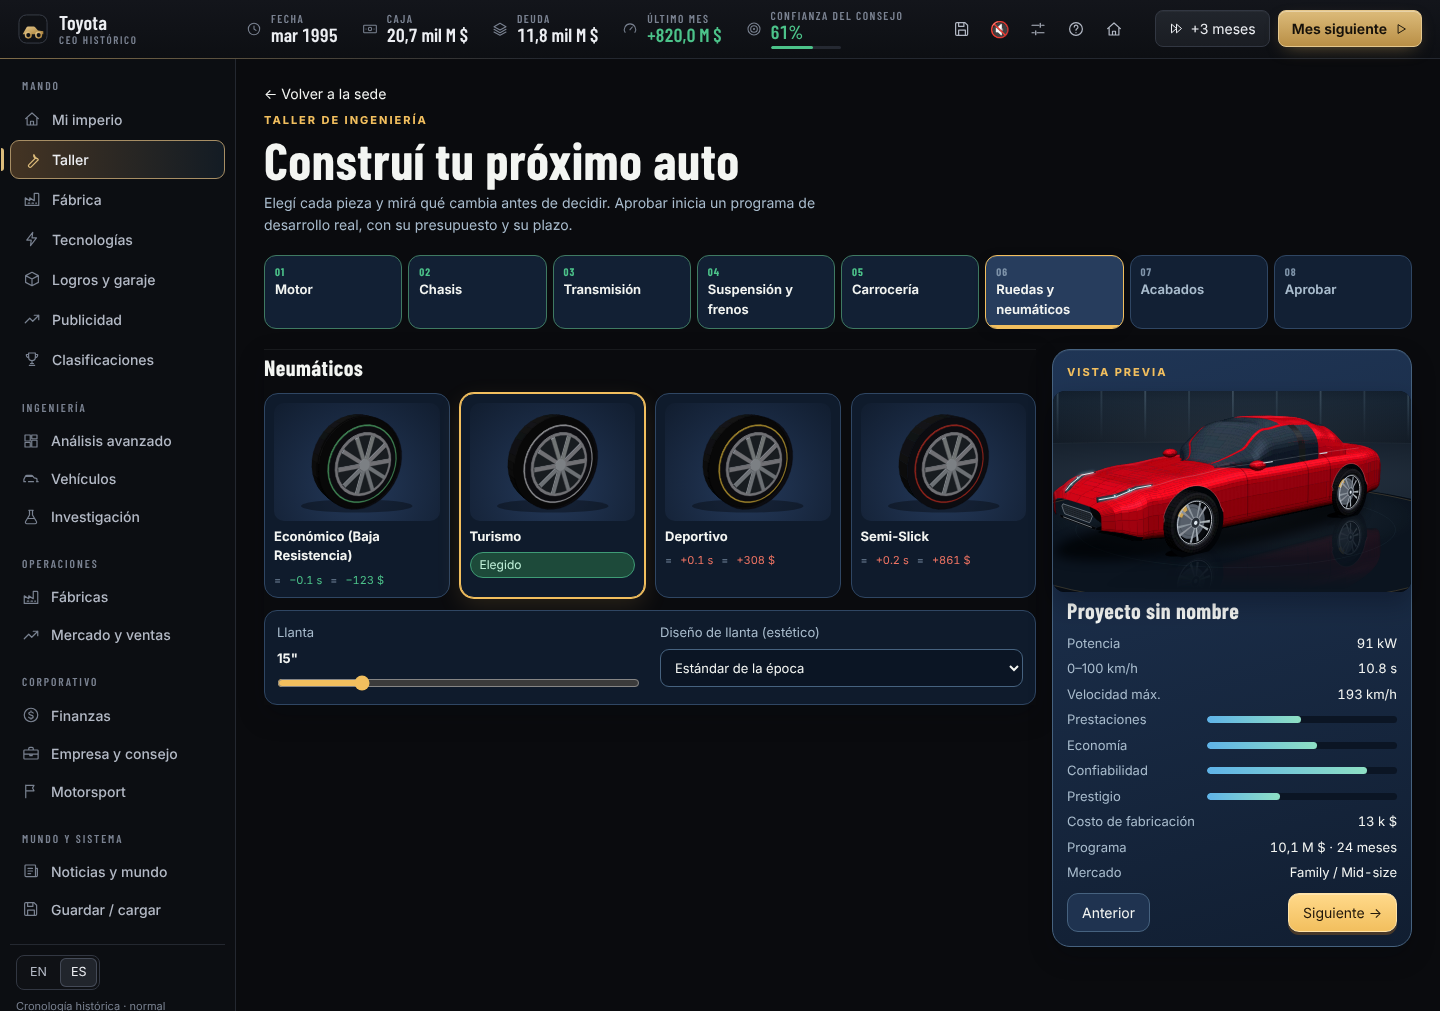 Toyota
CEO HISTÓRICO
FECHA
mar 1995
CAJA
20,7 mil M $
DEUDA
11,8 mil M $
ÚLTIMO MES
+820,0 M $
CONFIANZA DEL CONSEJO
61%
+3 meses
Mes siguiente
MANDO
Mi imperio
Taller
Fábrica
Tecnologías
Logros y garaje
Publicidad
Clasificaciones
INGENIERÍA
Análisis avanzado
Vehículos
Investigación
OPERACIONES
Fábricas
Mercado y ventas
CORPORATIVO
Finanzas
Empresa y consejo
Motorsport
MUNDO Y SISTEMA
Noticias y mundo
Guardar / cargar
EN ES
Cronología histórica · normal
← Volver a la sede
TALLER DE INGENIERÍA
Construí tu próximo auto
Elegí cada pieza y mirá qué cambia antes de decidir. Aprobar inicia un programa de
desarrollo real, con su presupuesto y su plazo.
01
Motor
02
Chasis
03
Transmisión
04
Suspensión y
frenos
05
Carrocería
06
Ruedas y
neumáticos
07
Acabados
08
Aprobar
Neumáticos
Económico (Baja
Resistencia)
= −0.1 s = −123 $
Turismo
Elegido
Deportivo
= +0.1 s = +308 $
Semi-Slick
= +0.2 s = +861 $
Llanta
15"
Diseño de llanta (estético)
Estándar de la época
VISTA PREVIA
Proyecto sin nombre
Potencia 91 kW
0–100 km/h 10.8 s
Velocidad máx. 193 km/h
Prestaciones
Economía
Confiabilidad
Prestigio
Costo de fabricación 13 k $
Programa 10,1 M $ · 24 meses
Mercado Family / Mid-size
Anterior
Siguiente →